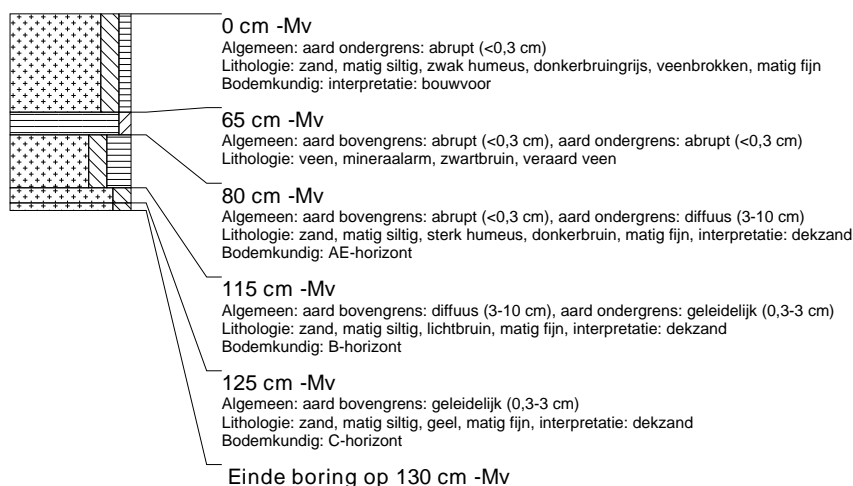 0 cm -Mv
Algemeen: aard ondergrens: abrupt (<0,3 cm)
Lithologie: zand, matig siltig, zwak humeus, donkerbruingrijs, veenbrokken, matig fijn
Bodemkundig: interpretatie: bouwvoor
65 cm -Mv
Algemeen: aard bovengrens: abrupt (<0,3 cm), aard ondergrens: abrupt (<0,3 cm)
Lithologie: veen, mineraalarm, zwartbruin, veraard veen
80 cm -Mv
Algemeen: aard bovengrens: abrupt (<0,3 cm), aard ondergrens: diffuus (3-10 cm)
Lithologie: zand, matig siltig, sterk humeus, donkerbruin, matig fijn, interpretatie: dekzand
Bodemkundig: AE-horizont
115 cm -Mv
Algemeen: aard bovengrens: diffuus (3-10 cm), aard ondergrens: geleidelijk (0,3-3 cm)
Lithologie: zand, matig siltig, lichtbruin, matig fijn, interpretatie: dekzand
Bodemkundig: B-horizont
125 cm -Mv
Algemeen: aard bovengrens: geleidelijk (0,3-3 cm)
Lithologie: zand, matig siltig, geel, matig fijn, interpretatie: dekzand
Bodemkundig: C-horizont
Einde boring op 130 cm -Mv